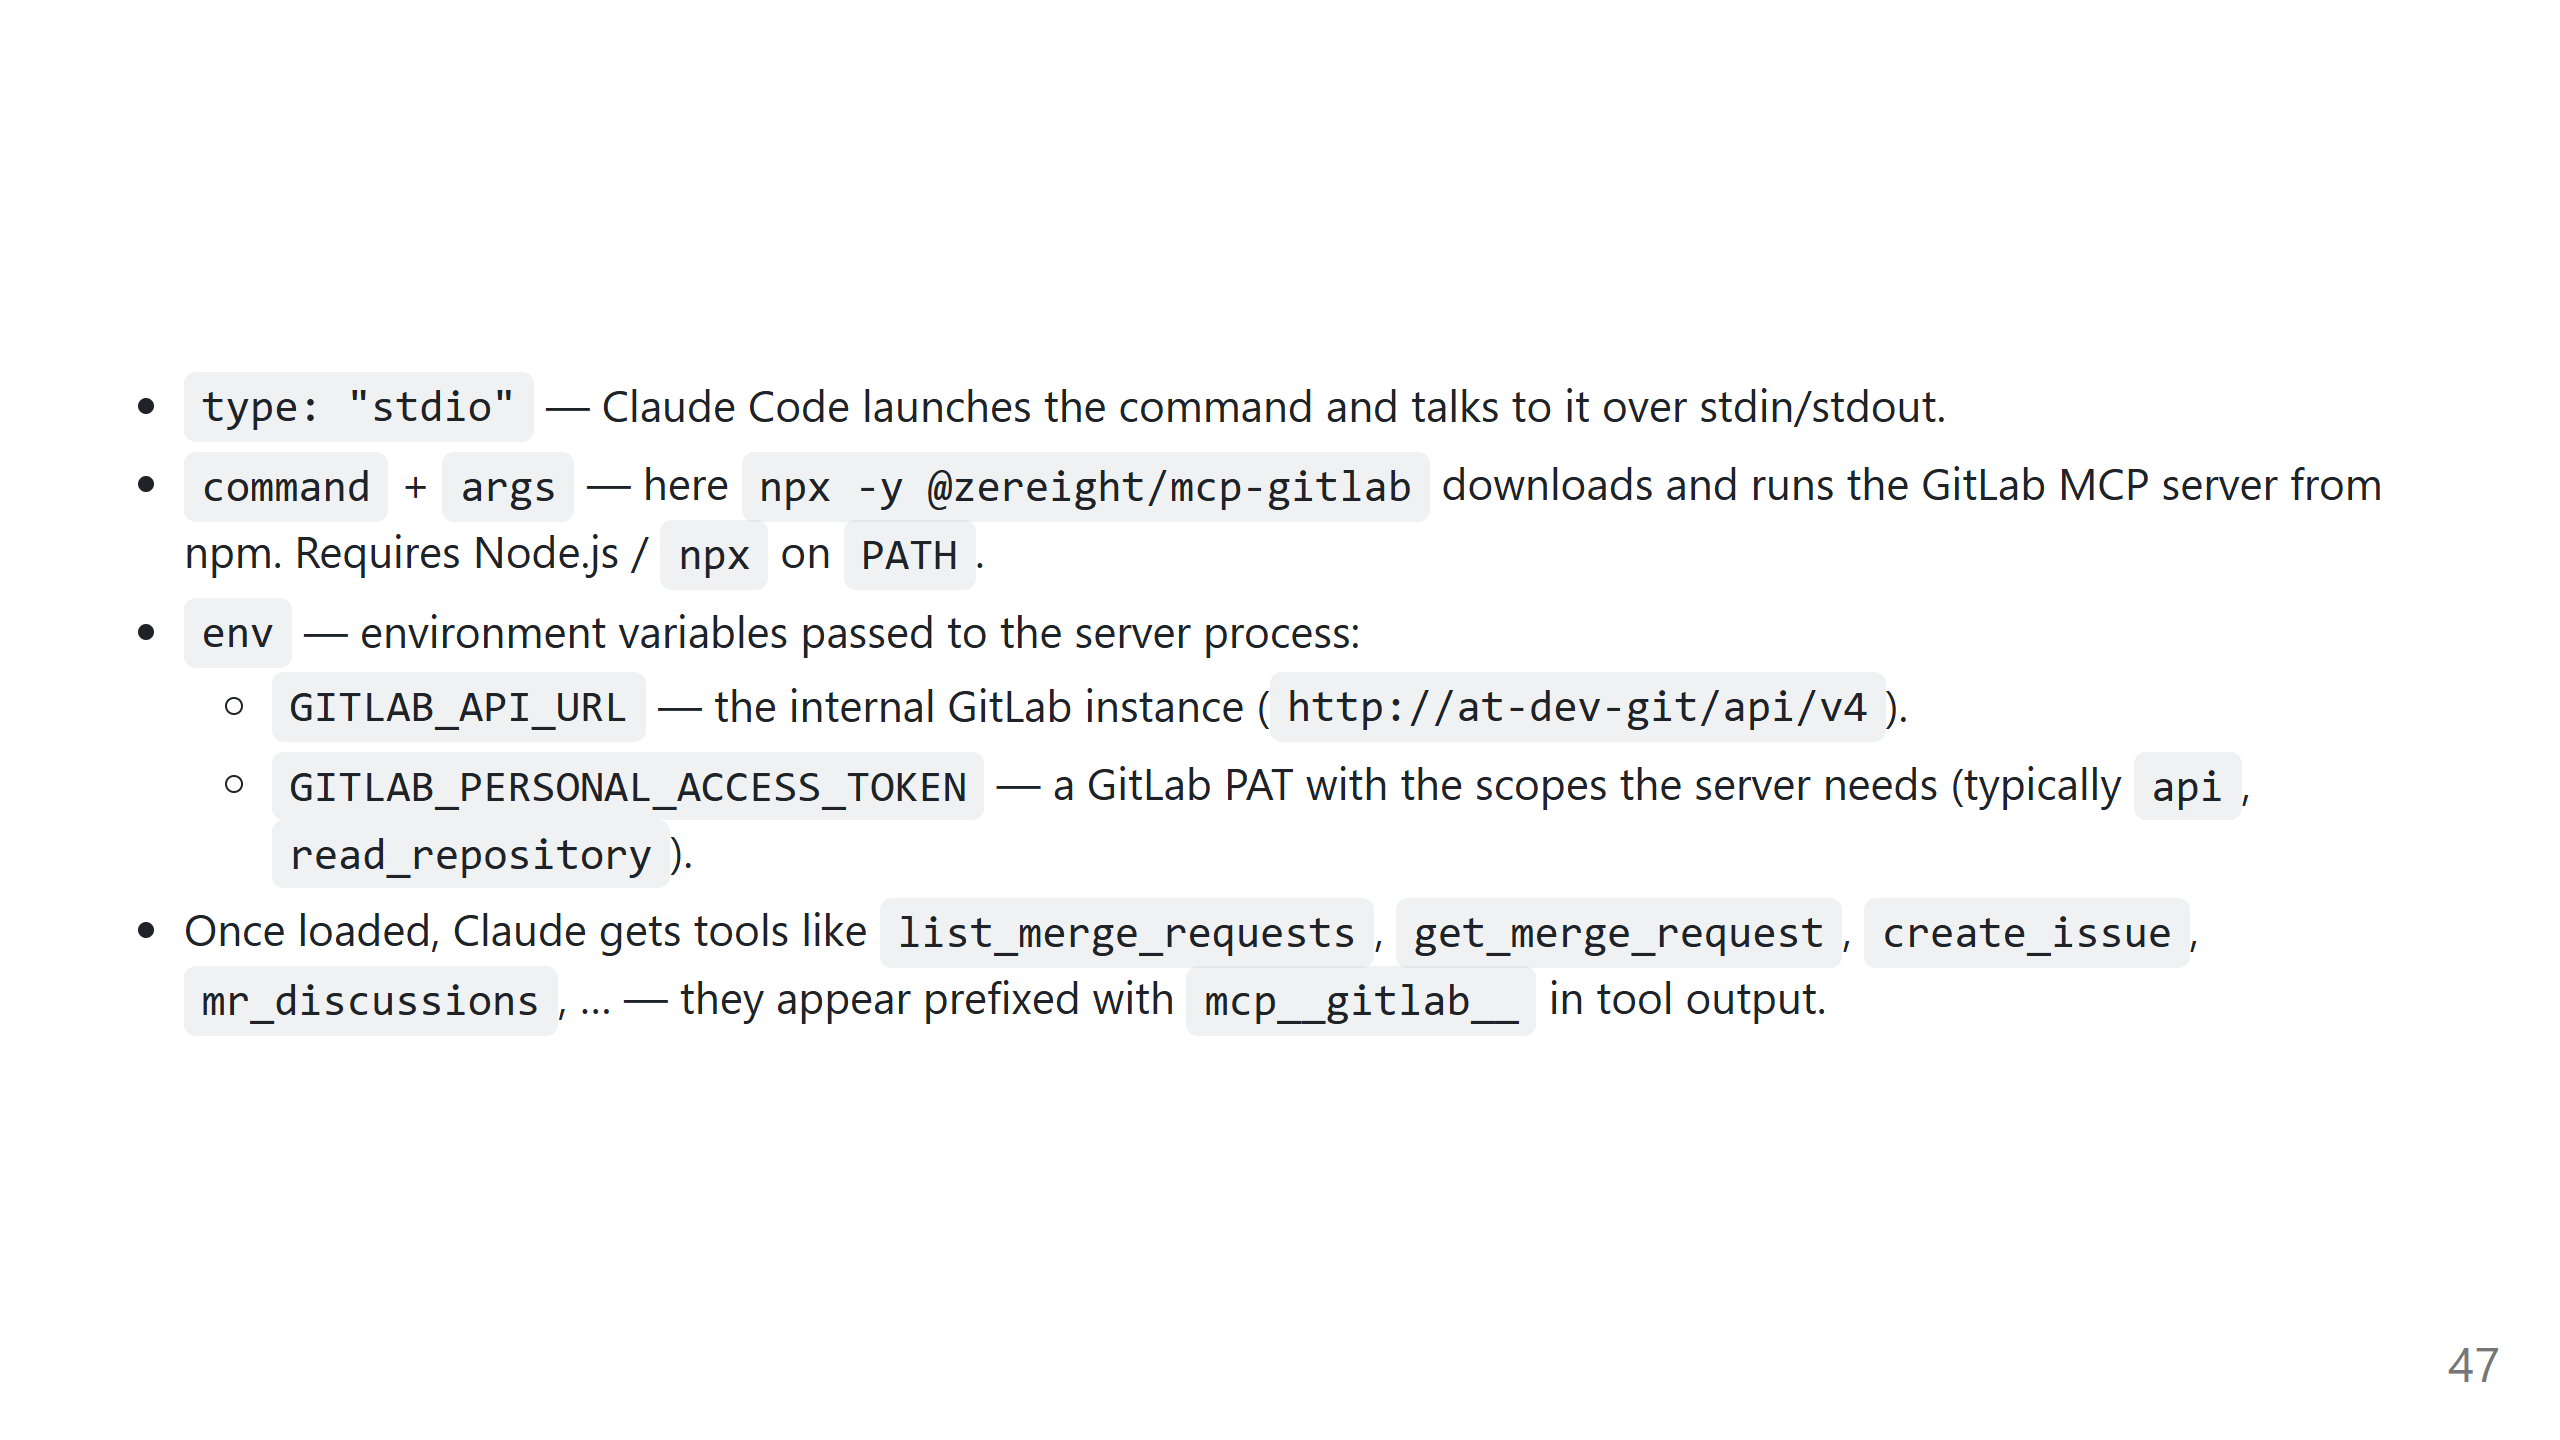 • type: "stdio" — Claude Code launches the command and talks to it over stdin/stdout.
• command + args — here npx -y @zereight/mcp-gitlab downloads and runs the GitLab MCP server from
npm. Requires Node.js / npx on PATH.
• env — environment variables passed to the server process:
○ GITLAB_API_URL — the internal GitLab instance (http://at-dev-git/api/v4).
○ GITLAB_PERSONAL_ACCESS_TOKEN — a GitLab PAT with the scopes the server needs (typically api,
read_repository).
• Once loaded, Claude gets tools like list_merge_requests, get_merge_request, create_issue,
mr_discussions, ... — they appear prefixed with mcp__gitlab__ in tool output.
47